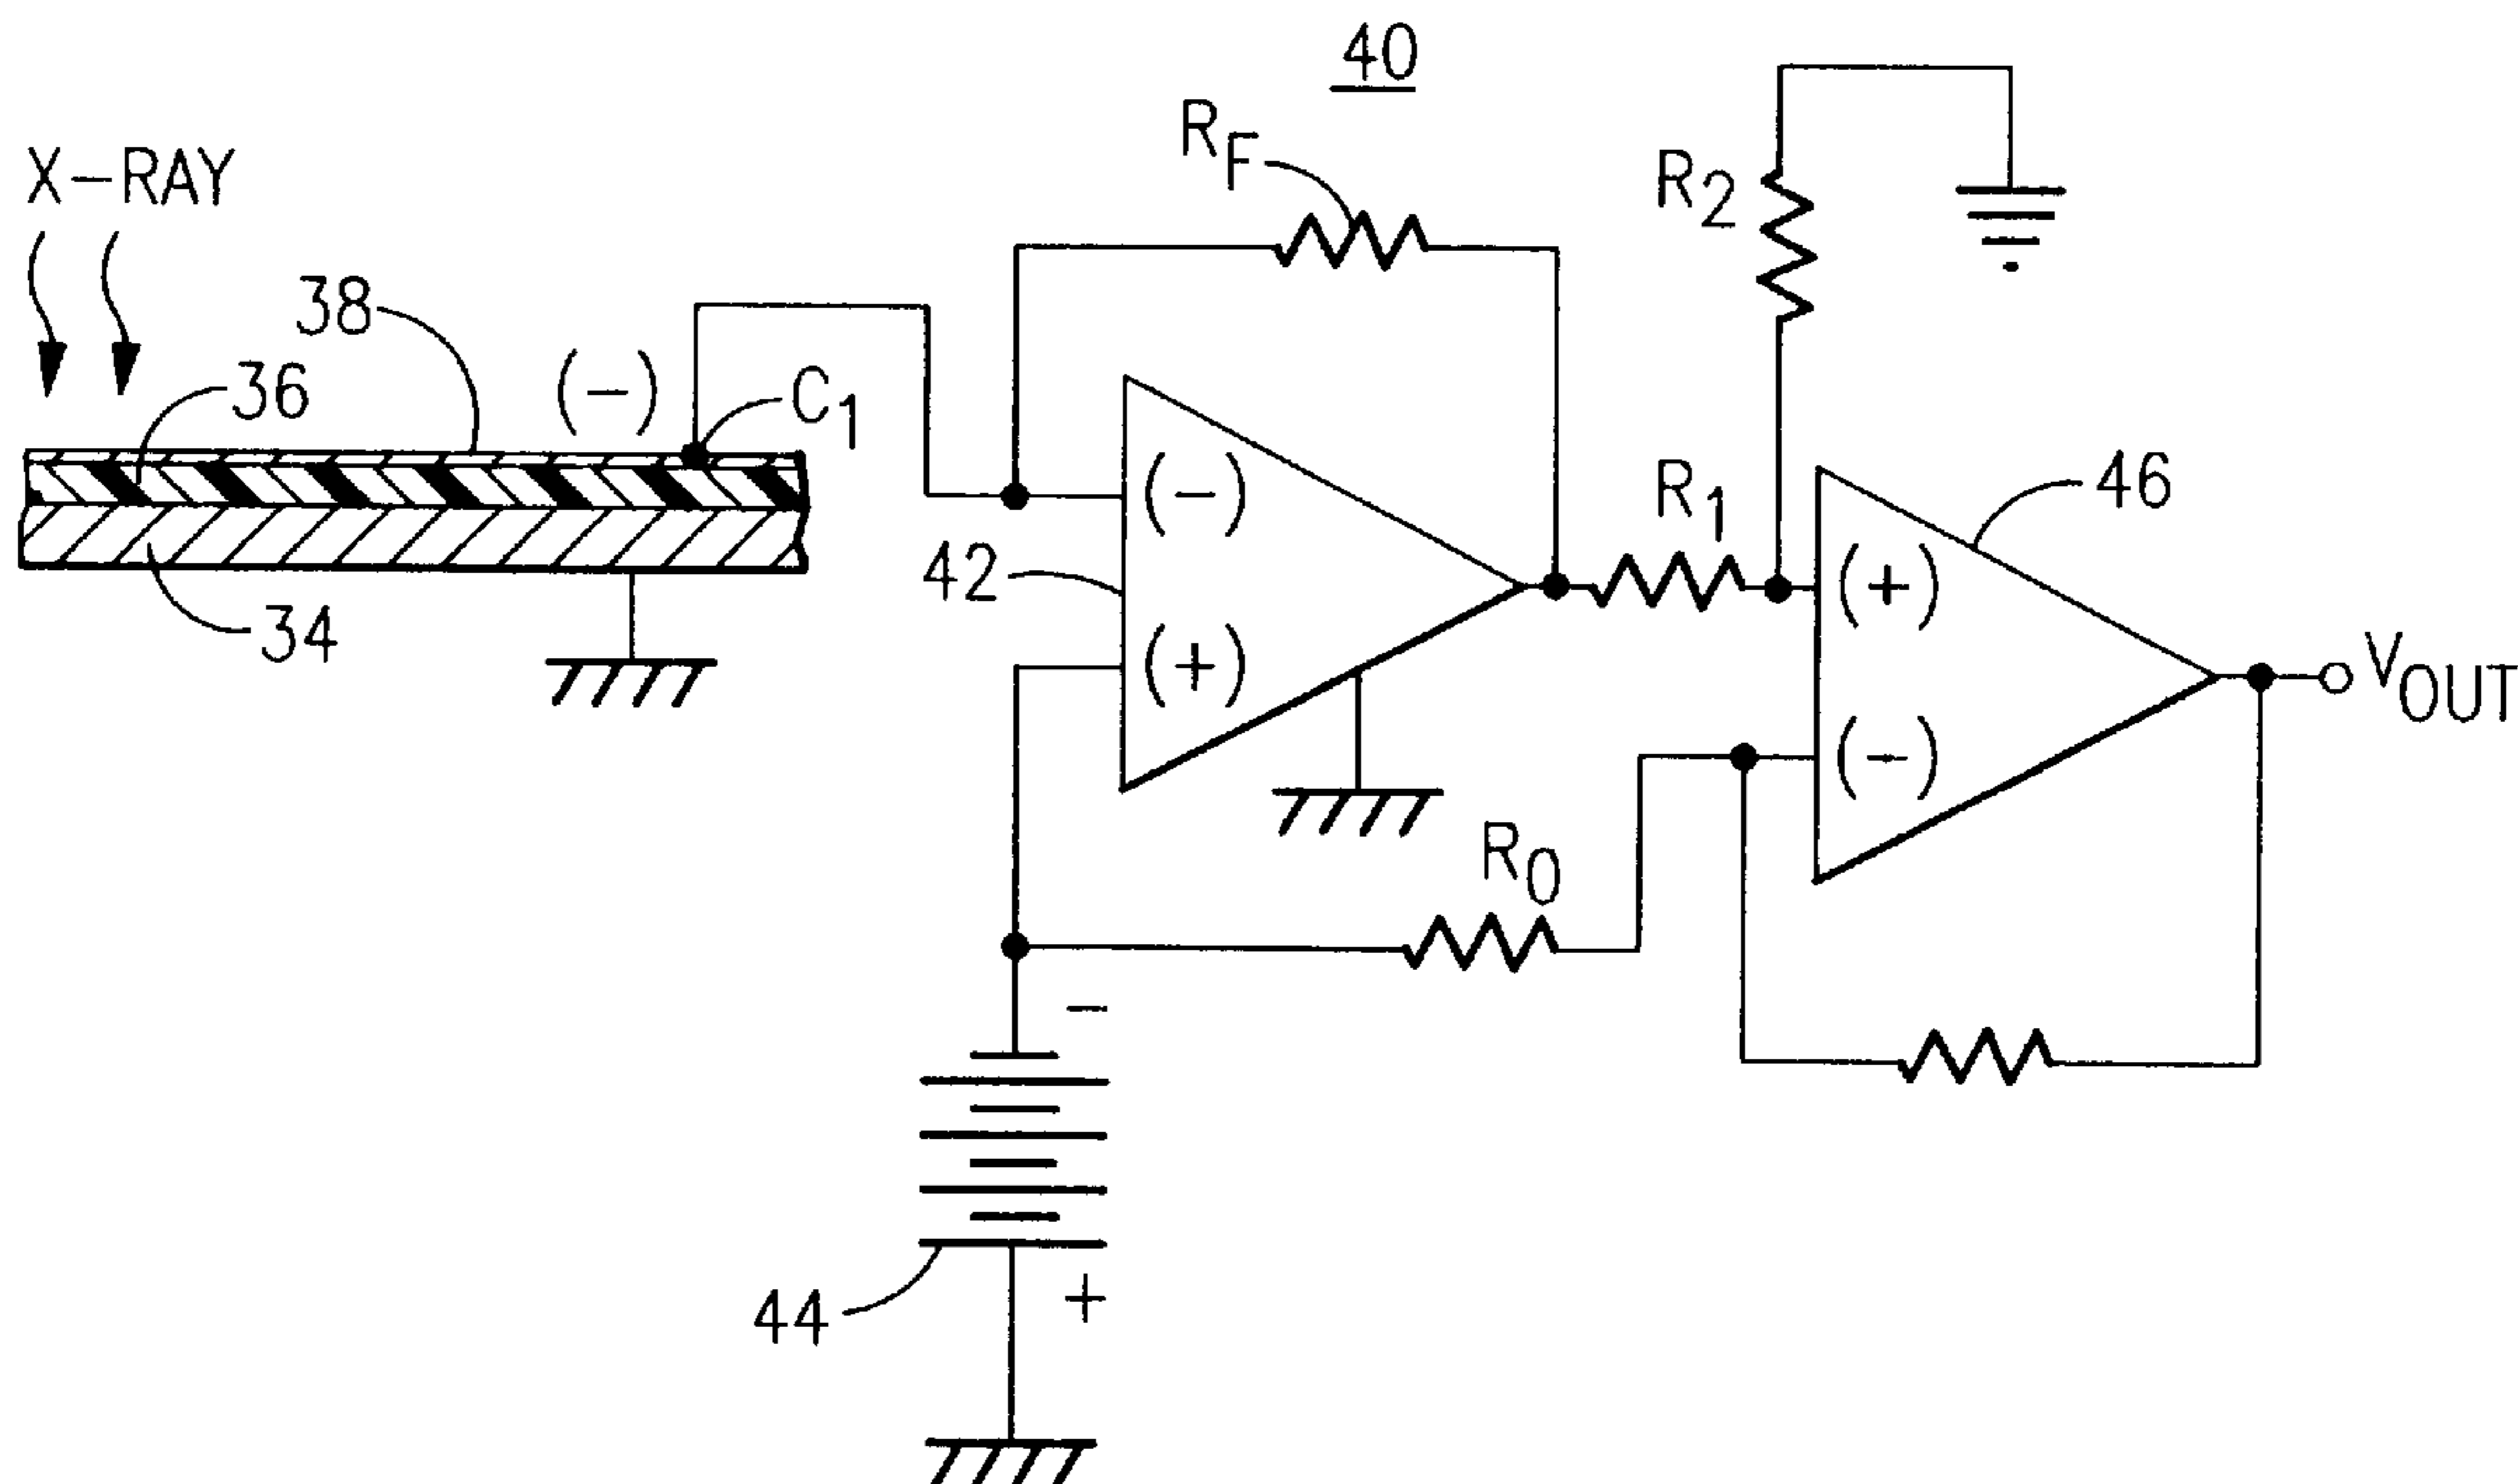 40
R_F
X-RAY
R_2
38
36
(-)
C_1
(-)
R_1
46
42
(+)
34
(+)
V_OUT
(-)
R_0
-
44
+